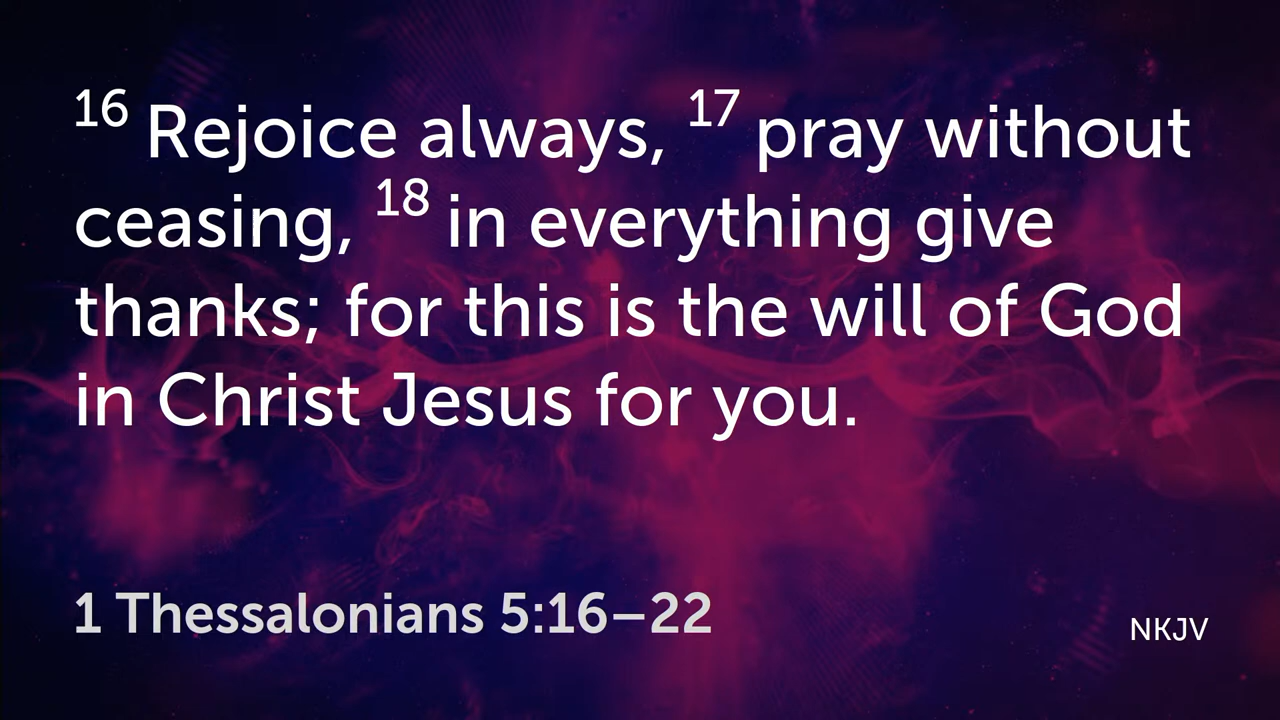 16 Rejoice always, 17 pray without
ceasing, 18 in everything give
thanks; for this is the will of God
in Christ Jesus for you.
1 Thessalonians 5:16–22
NKJV